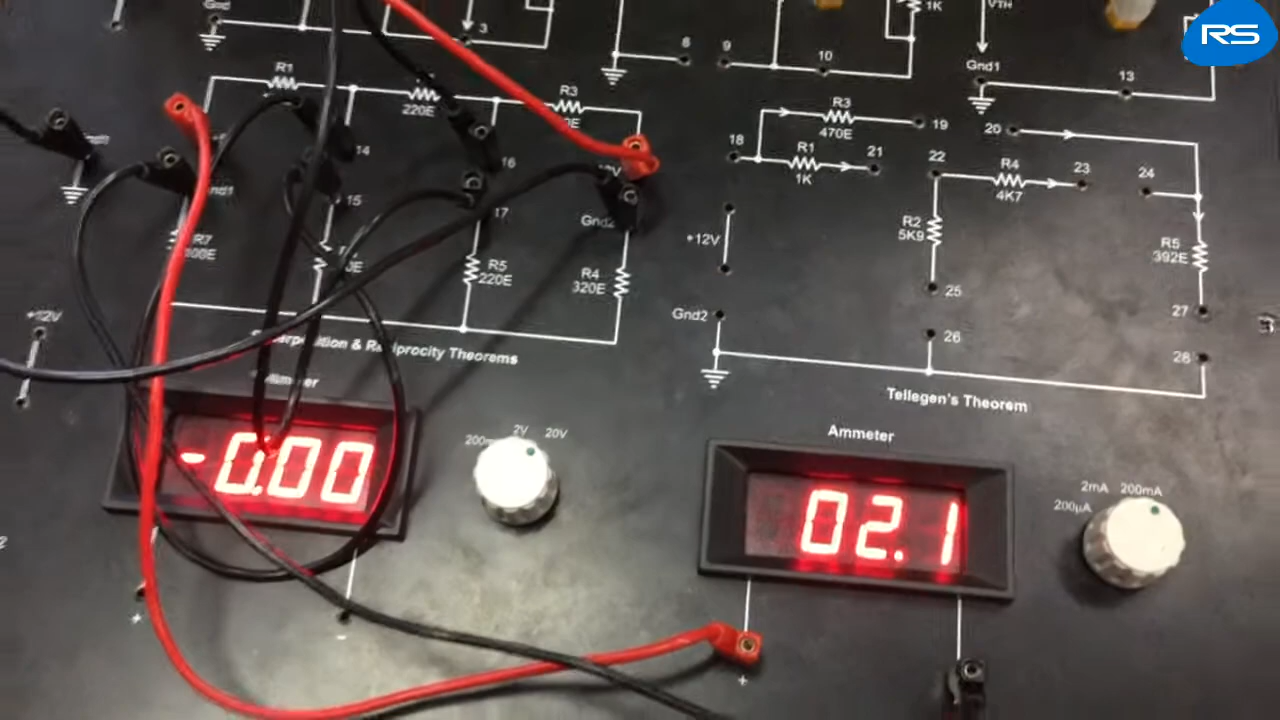 Gnd
3
8
9
10
1K
VTH
Gnd1
13
RS
R1
220E
R3
14
15
16
17
Gnd2
R5
220E
R4
320E
+12V
Superposition & Reciprocity Theorems
18
R3
470E
19
R1
1K
21
20
22
R4
4K7
23
24
R2
5K9
25
26
+12V
Gnd2
R5
392E
27
28
Tellegen's Theorem
-0.00
2V
20V
Ammeter
02.1
200µA
2mA
200mA
+
-
+